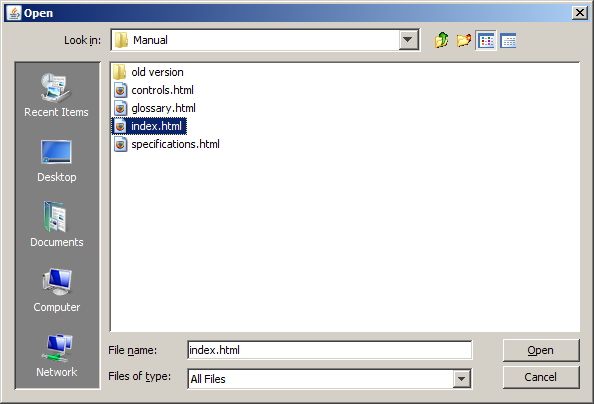 Open
Look in: Manual
Recent Items
Desktop
Documents
Computer
Network
old version
controls.html
glossary.html
index.html
specifications.html
File name: index.html Open
Files of type: All Files Cancel